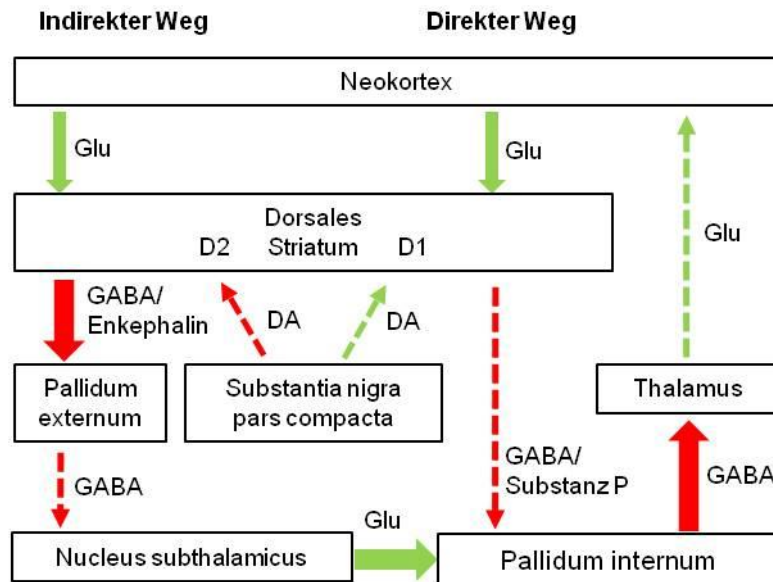 Indirekter Weg
Direkter Weg
Neokortex
Glu
Glu
Glu
Dorsales
D2 Striatum D1
GABA/
Enkephalin
DA
DA
Pallidum
externum
Substantia nigra
pars compacta
Thalamus
GABA
GABA/
Substanz P
GABA
Glu
Nucleus subthalamicus
Pallidum internum